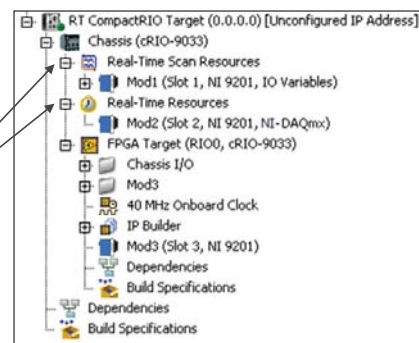 RT CompactRIO Target (0.0.0.0) [Unconfigured IP Address]
Chassis (cRIO-9033)
Real-Time Scan Resources
Mod1 (Slot 1, NI 9201, IO Variables)
Real-Time Resources
Mod2 (Slot 2, NI 9201, NI-DAQmx)
FPGA Target (RIO0, cRIO-9033)
Chassis I/O
Mod3
40 MHz Onboard Clock
IP Builder
Mod3 (Slot 3, NI 9201)
Dependencies
Build Specifications
Dependencies
Build Specifications